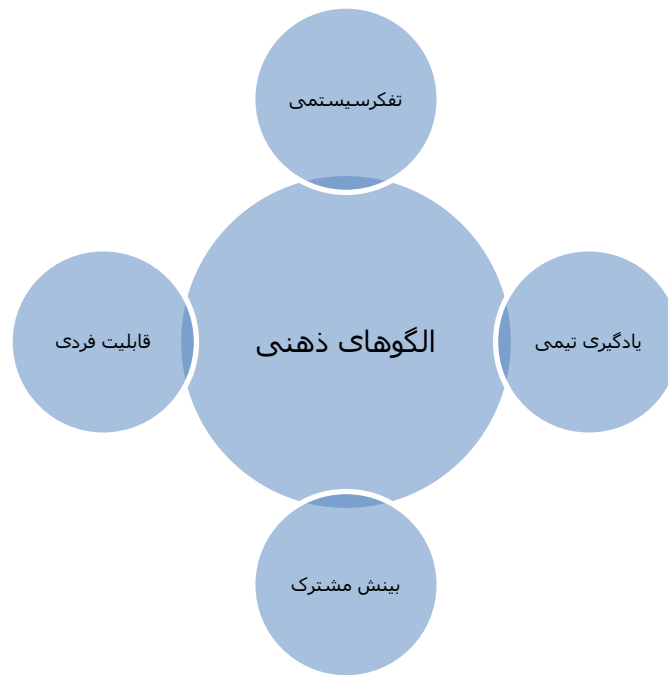 تفکرسیستمی
یادگیری تیمی
الگوهای ذهنی
قابلیت فردی
بینش مشترک